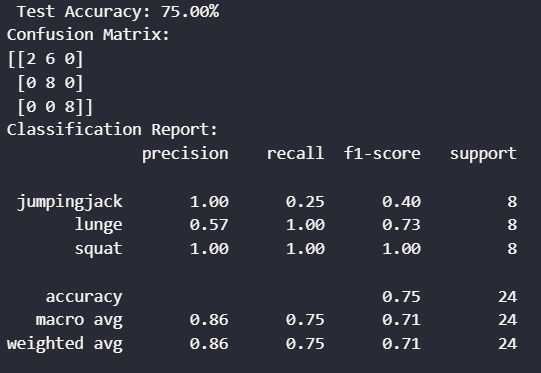 Test Accuracy: 75.00%
Confusion Matrix:
[[2 6 0]
 [0 8 0]
 [0 0 8]]
Classification Report:
              precision    recall  f1-score   support

 jumpingjack       1.00      0.25      0.40         8
       lunge       0.57      1.00      0.73         8
       squat       1.00      1.00      1.00         8

    accuracy                           0.75        24
   macro avg       0.86      0.75      0.71        24
weighted avg       0.86      0.75      0.71        24